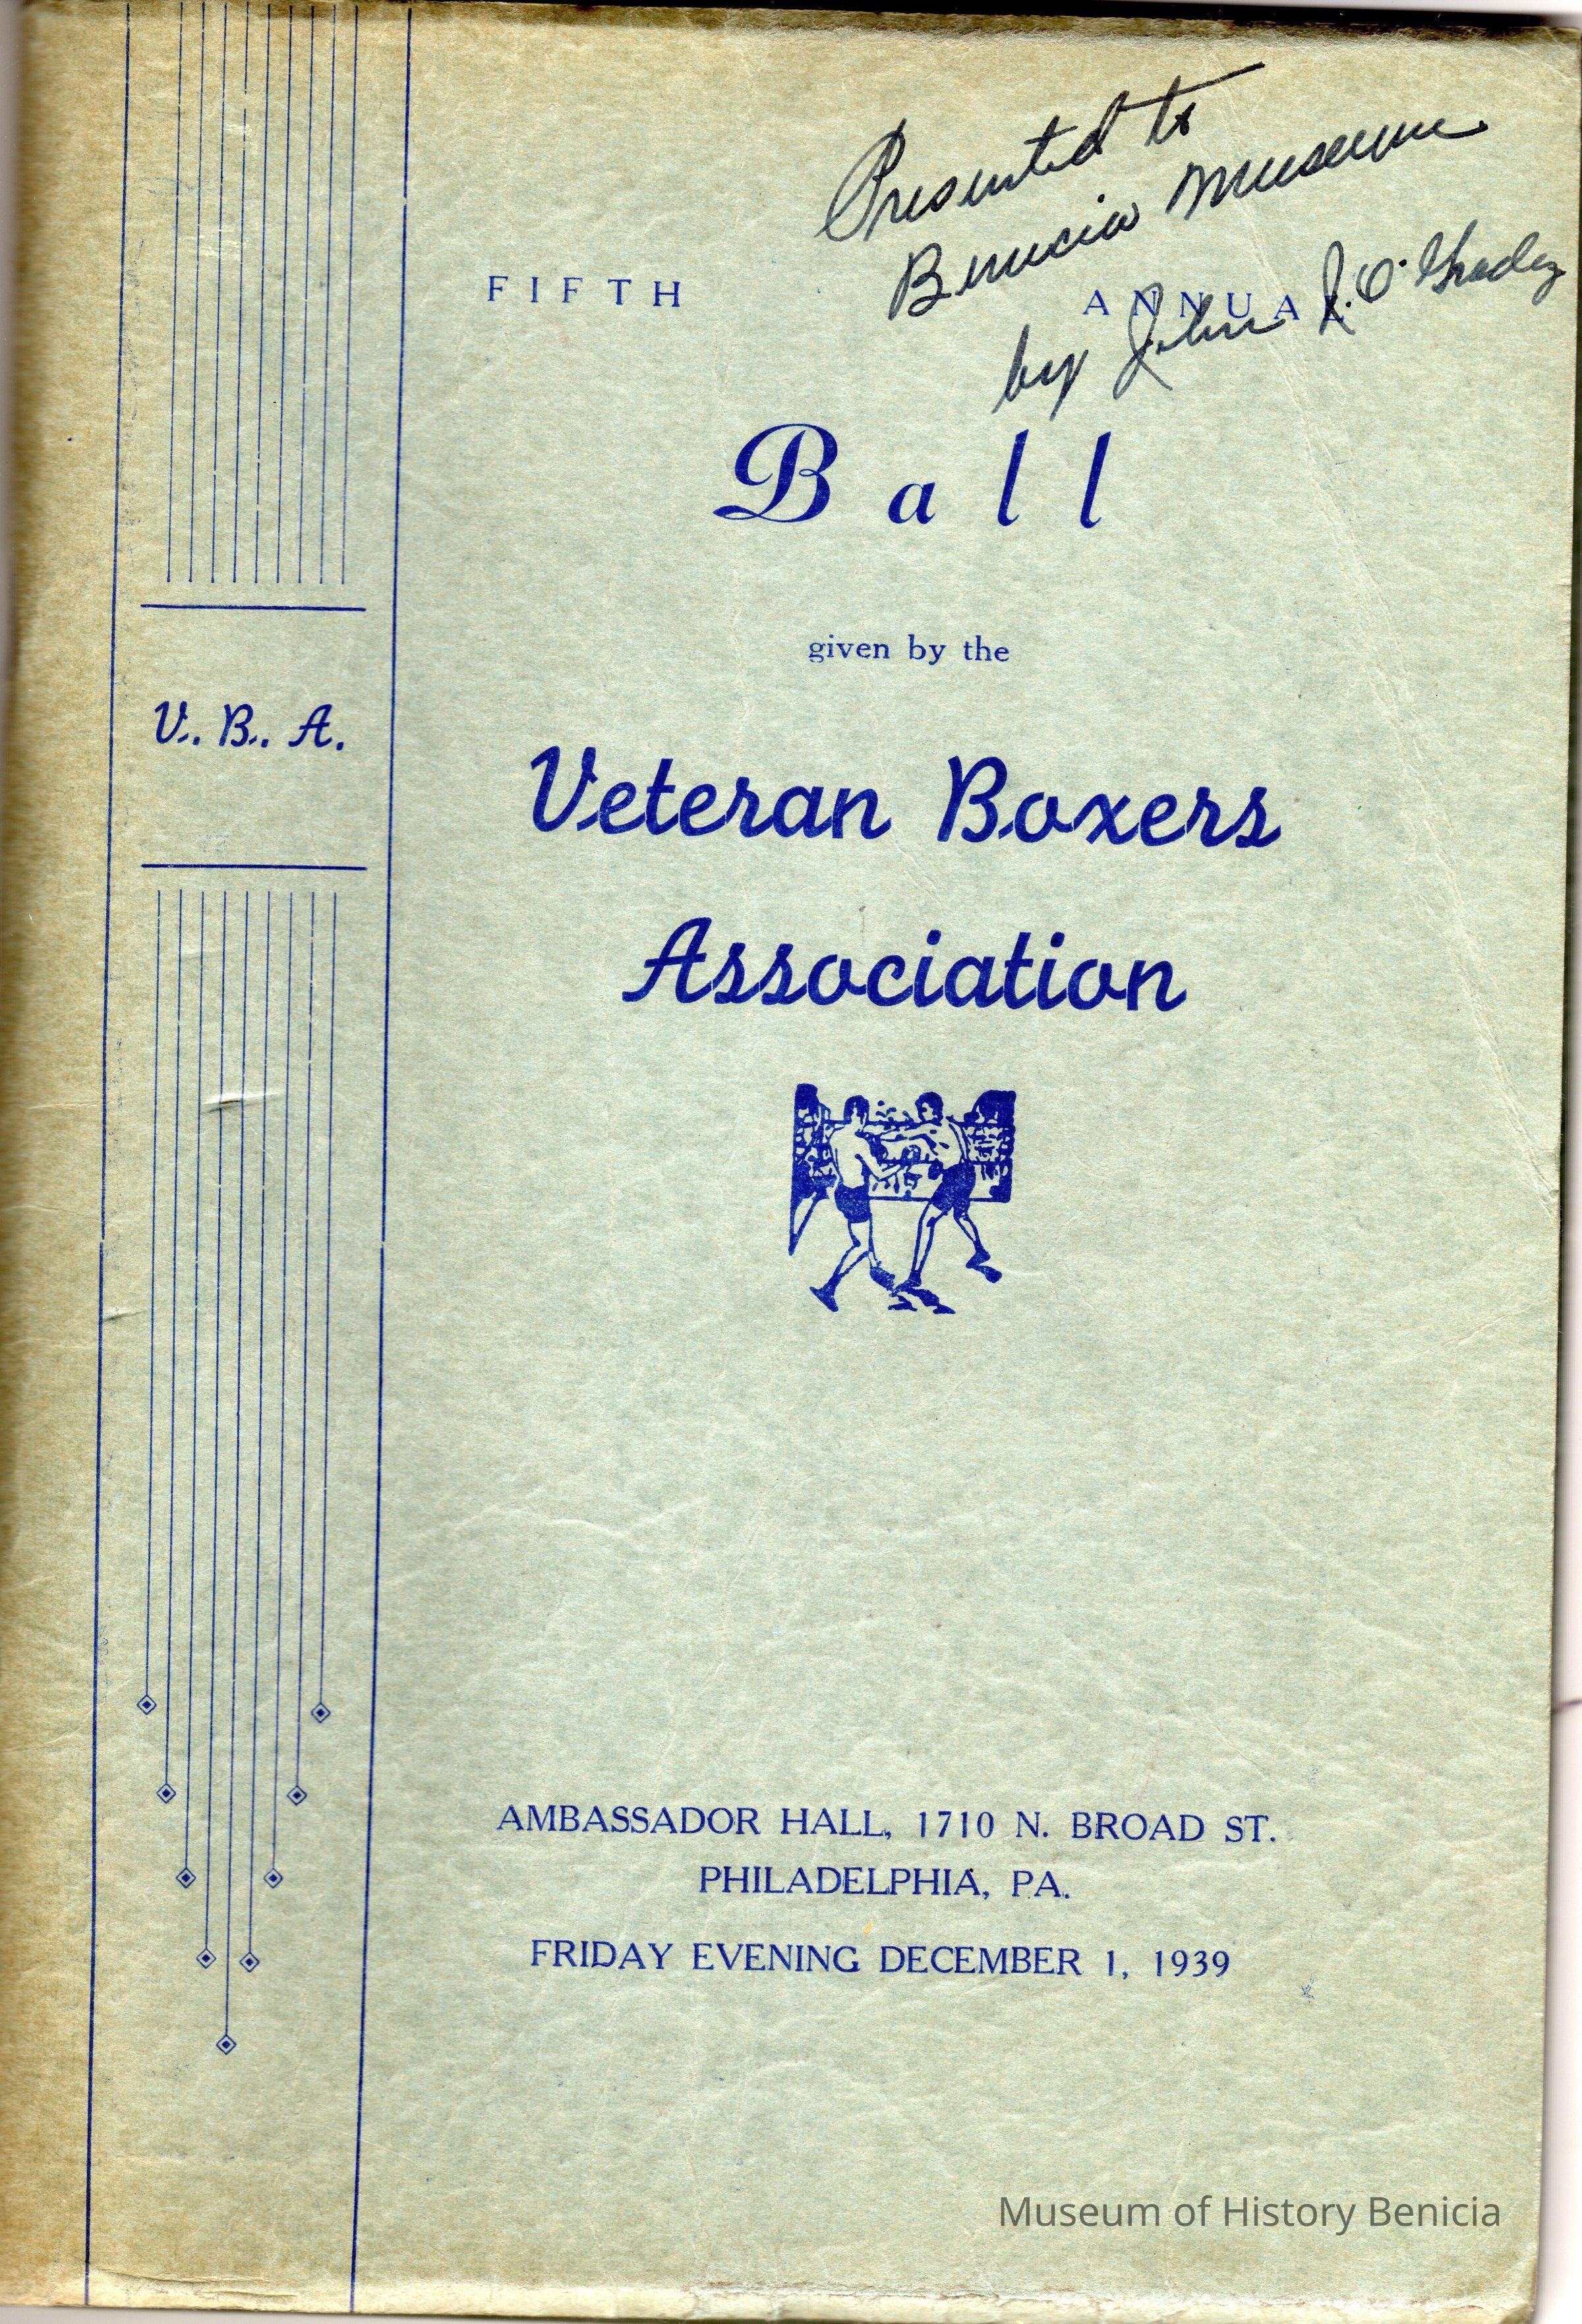 Presented to
Benicia Museum
by John J. O'Grady
FIFTH ANNUAL
Ball
given by the
V. B. A.
Veteran Boxers
Association
AMBASSADOR HALL, 1710 N. BROAD ST.
PHILADELPHIA, PA.
FRIDAY EVENING DECEMBER 1, 1939
Museum of History Benicia